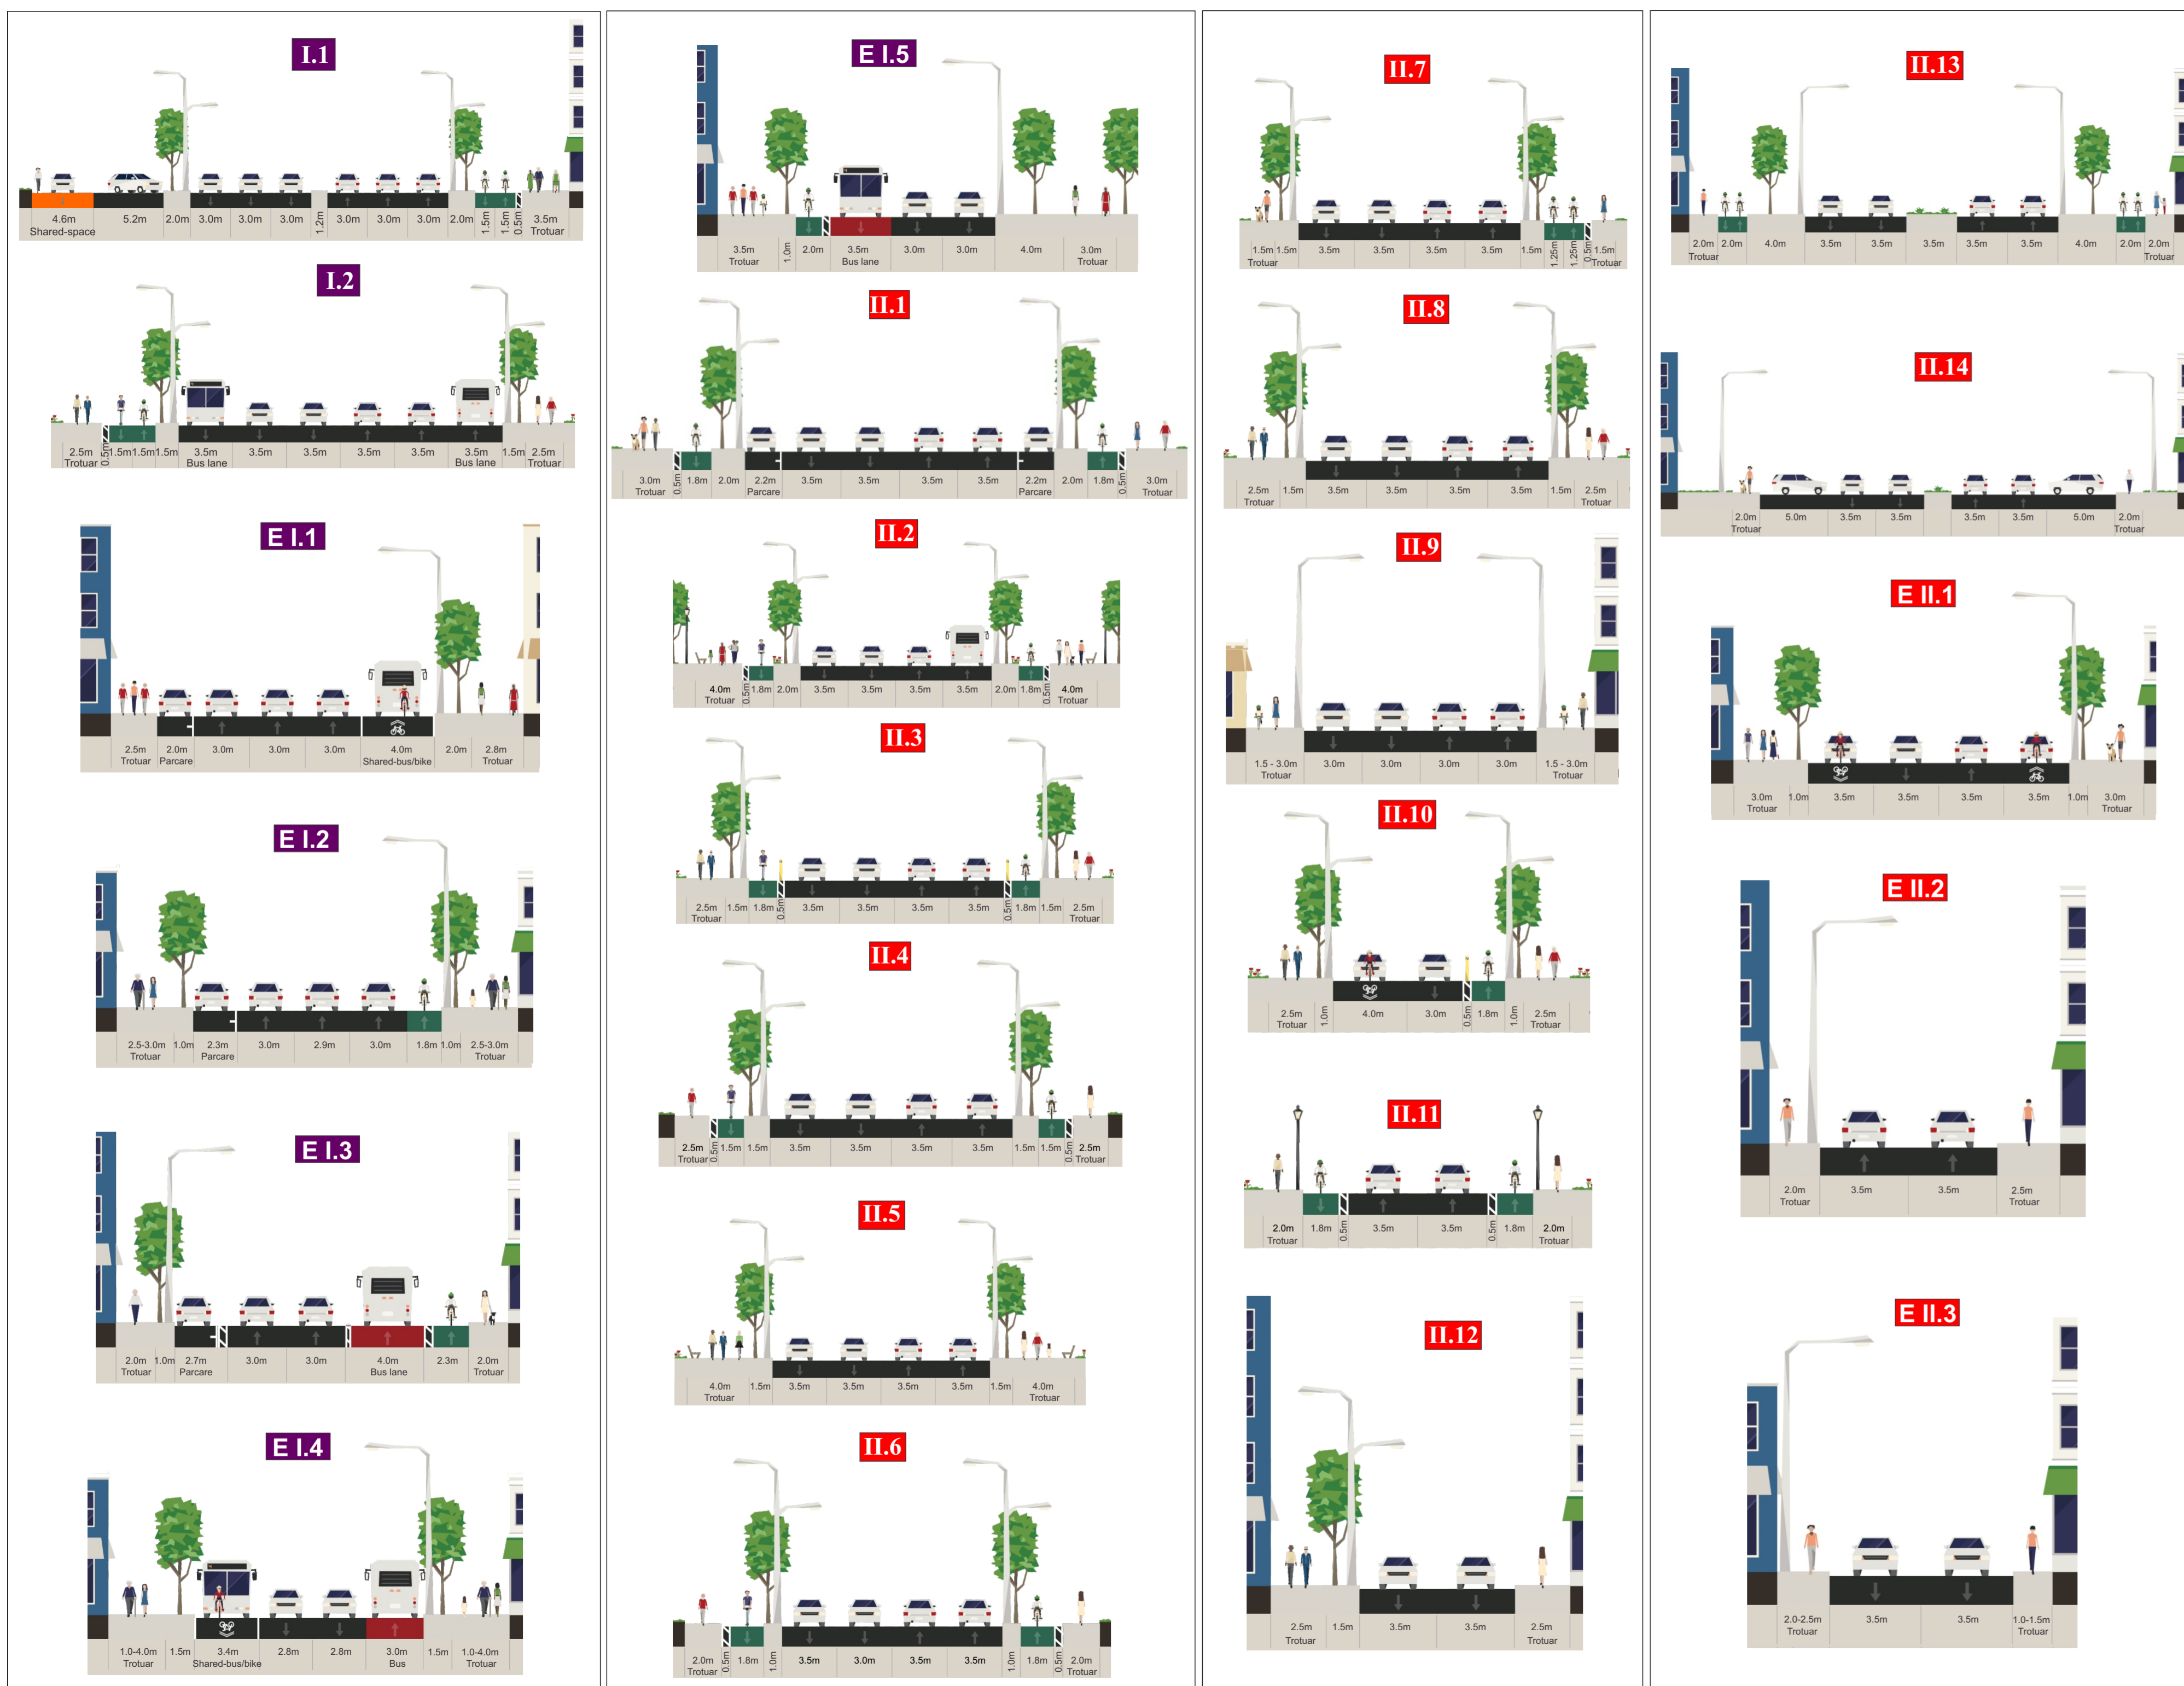 I.1
4.6m 5.2m 2.0m 3.0m 3.0m 3.0m 1.2m 3.0m 3.0m 3.0m 2.0m 1.5m 1.5m 0.5m 3.5m
Shared-space Trotuar
I.2
2.5m 0.5m 1.5m 1.5m 1.5m 3.5m 3.5m 3.5m 3.5m 3.5m 3.5m 1.5m 2.5m
Trotuar Bus lane Bus lane Trotuar
E I.1
2.5m 2.0m 3.0m 3.0m 3.0m 4.0m 2.0m 2.8m
Trotuar Parcare Shared-bus/bike Trotuar
E I.2
2.5-3.0m 1.0m 2.3m 3.0m 2.9m 3.0m 1.8m 1.0m 2.5-3.0m
Trotuar Parcare Trotuar
E I.3
2.0m 1.0m 2.7m 3.0m 3.0m 4.0m 2.3m 2.0m
Trotuar Parcare Bus lane Trotuar
E I.4
1.0-4.0m 1.5m 3.4m 2.8m 2.8m 3.0m 1.5m 1.0-4.0m
Trotuar Shared-bus/bike Bus Trotuar
E I.5
3.5m 1.0m 2.0m 3.5m 3.0m 3.0m 4.0m 3.0m
Trotuar Bus lane Trotuar
II.1
3.0m 0.5m 1.8m 2.0m 2.2m 3.5m 3.5m 3.5m 3.5m 2.2m 2.0m 1.8m 0.5m 3.0m
Trotuar Parcare Parcare Trotuar
II.2
4.0m 0.5m 1.8m 2.0m 3.5m 3.5m 3.5m 3.5m 2.0m 1.8m 0.5m 4.0m
Trotuar Trotuar
II.3
2.5m 1.5m 1.8m 0.5m 3.5m 3.5m 3.5m 3.5m 0.5m 1.8m 1.5m 2.5m
Trotuar Trotuar
II.4
2.5m 0.5m 1.5m 1.5m 3.5m 3.5m 3.5m 3.5m 1.5m 1.5m 0.5m 2.5m
Trotuar Trotuar
II.5
4.0m 1.5m 3.5m 3.5m 3.5m 3.5m 1.5m 4.0m
Trotuar Trotuar
II.6
2.0m 0.5m 1.8m 1.0m 3.5m 3.0m 3.5m 3.5m 1.0m 1.8m 0.5m 2.0m
Trotuar Trotuar
II.7
1.5m 1.5m 3.5m 3.5m 3.5m 3.5m 1.5m 1.25m 1.25m 0.5m 1.5m
Trotuar Trotuar
II.8
2.5m 1.5m 3.5m 3.5m 3.5m 3.5m 1.5m 2.5m
Trotuar Trotuar
II.9
1.5 - 3.0m 3.0m 3.0m 3.0m 3.0m 1.5 - 3.0m
Trotuar Trotuar
II.10
2.5m 1.0m 4.0m 3.0m 0.5m 1.8m 1.0m 2.5m
Trotuar Trotuar
II.11
2.0m 1.8m 0.5m 3.5m 3.5m 0.5m 1.8m 2.0m
Trotuar Trotuar
II.12
2.5m 1.5m 3.5m 3.5m 2.5m
Trotuar Trotuar
II.13
2.0m 2.0m 4.0m 3.5m 3.5m 3.5m 3.5m 3.5m 4.0m 2.0m 2.0m
Trotuar Trotuar
II.14
2.0m 5.0m 3.5m 3.5m 3.5m 3.5m 5.0m 2.0m
Trotuar Trotuar
E II.1
3.0m 1.0m 3.5m 3.5m 3.5m 3.5m 1.0m 3.0m
Trotuar Trotuar
E II.2
2.0m 3.5m 3.5m 2.5m
Trotuar Trotuar
E II.3
2.0-2.5m 3.5m 3.5m 1.0-1.5m
Trotuar Trotuar